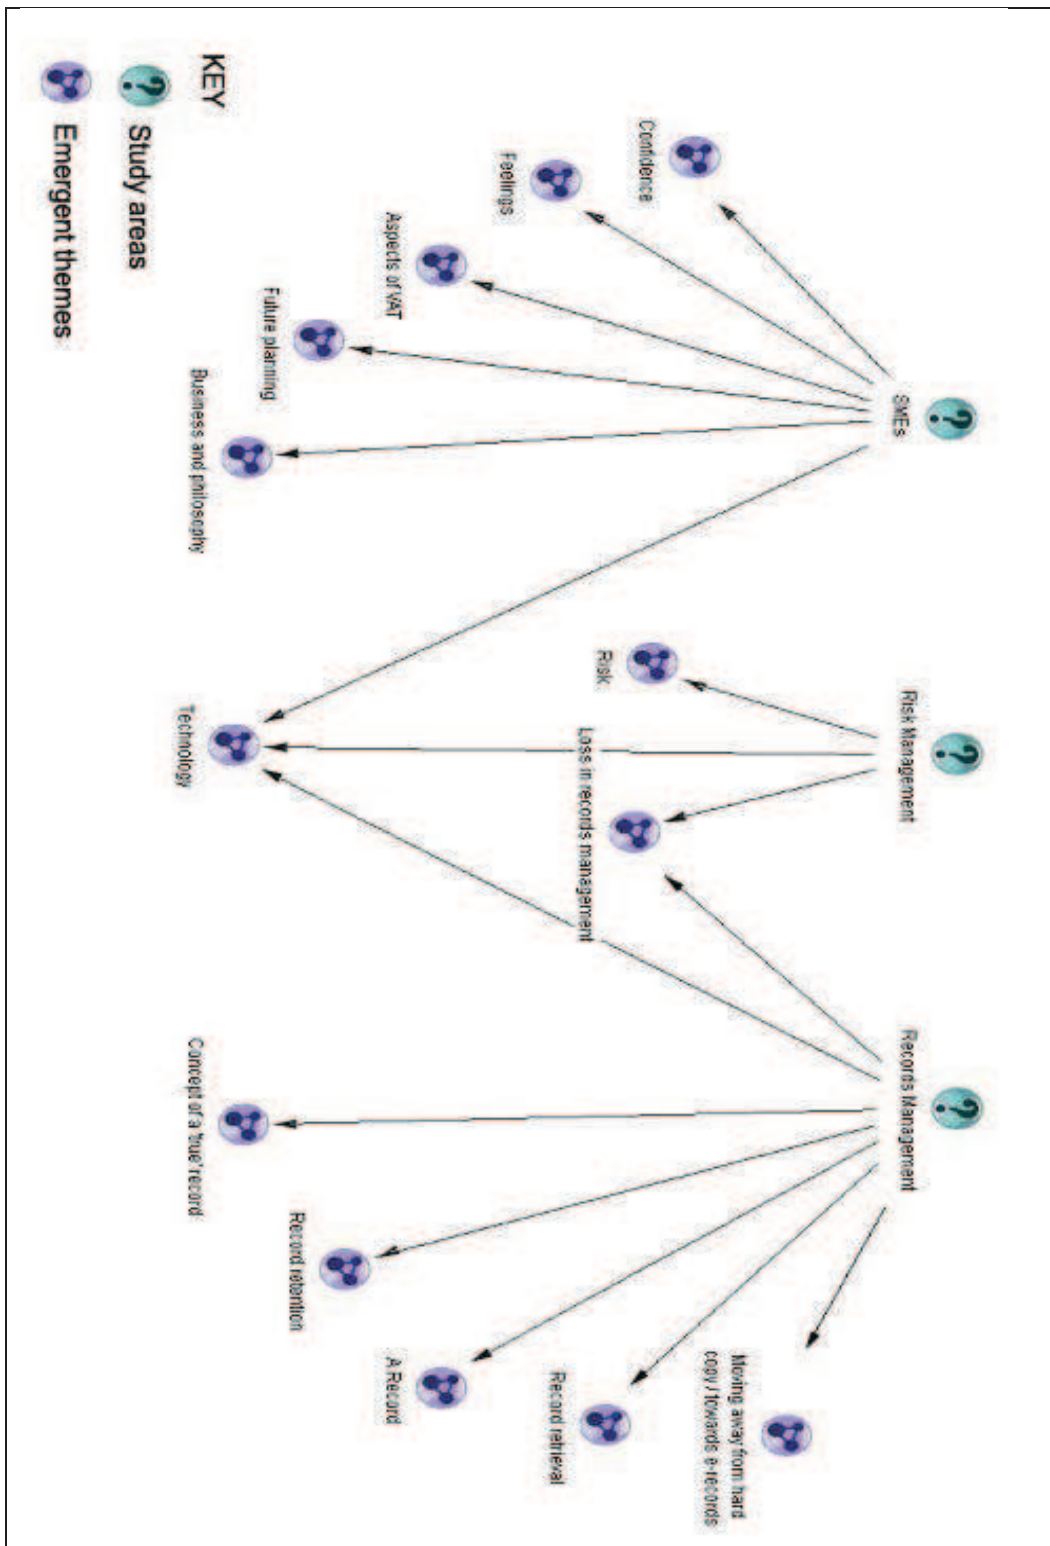 SMEs
Risk Management
Records Management
Confidence
Feelings
Aspects of VAT
Future planning
Business and philosophy
Risk
Loss in records management
Technology
Moving away from hard
copy / towards e-records
Record retrieval
A Record
Record retention
Concept of a 'true' record
KEY
Study areas
Emergent themes